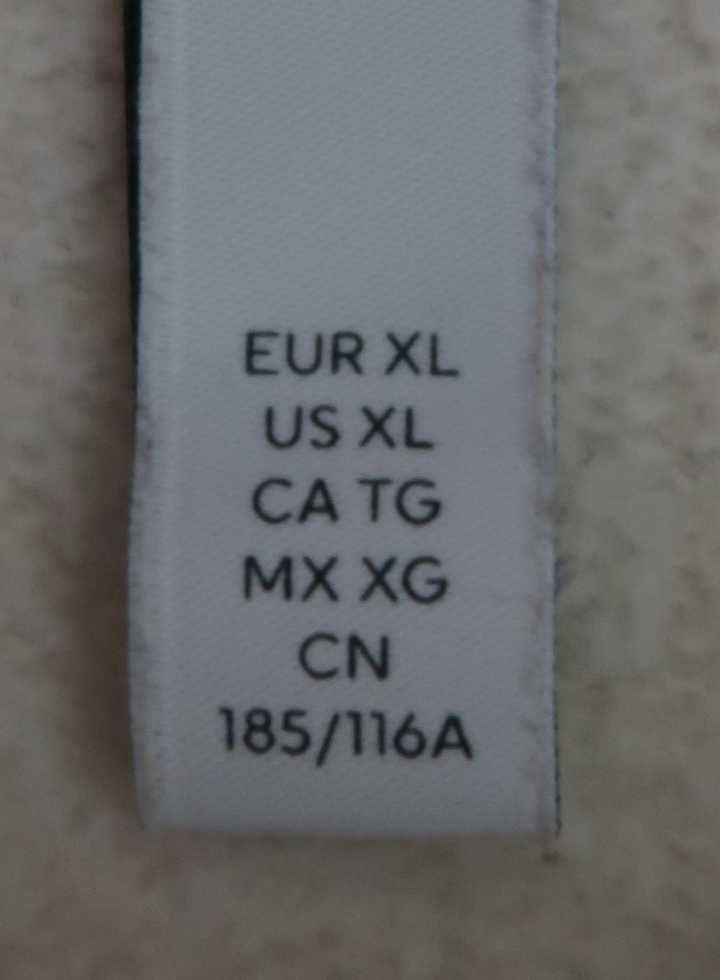 EUR XL
US XL
CA TG
MX XG
CN
185/116A